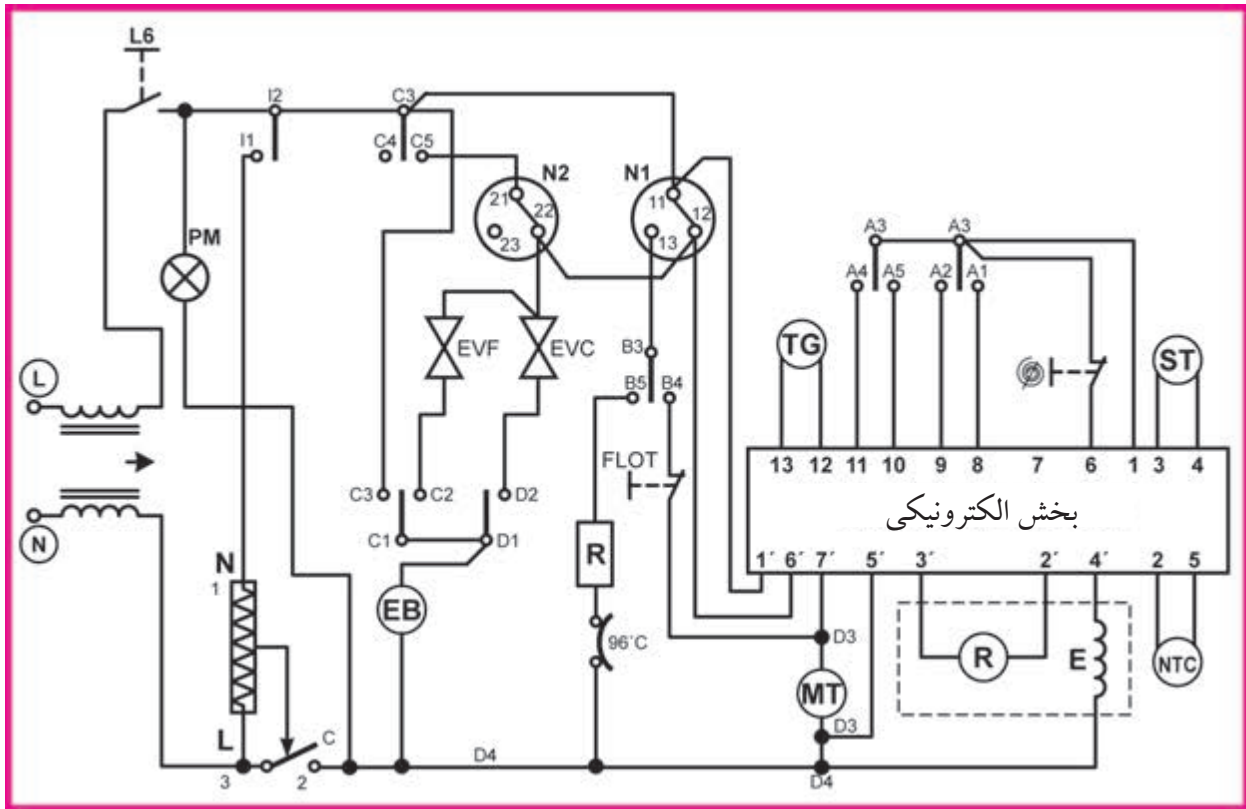 L6
I2
C3
I1
C4
C5
N2
N1
21
22
23
11
12
13
PM
EVF
EVC
A3
A3
A4
A5
A2
A1
TG
ST
L
N
B3
B5
B4
FLOT
C3
C2
D2
C1
D1
13
12
11
10
9
8
7
6
1
3
4
بخش الکترونیکی
1´
6´
7´
5´
3´
2´
4´
2
5
N
1
EB
R
96°C
D3
MT
D3
R
E
NTC
L
C
3
2
D4
D4